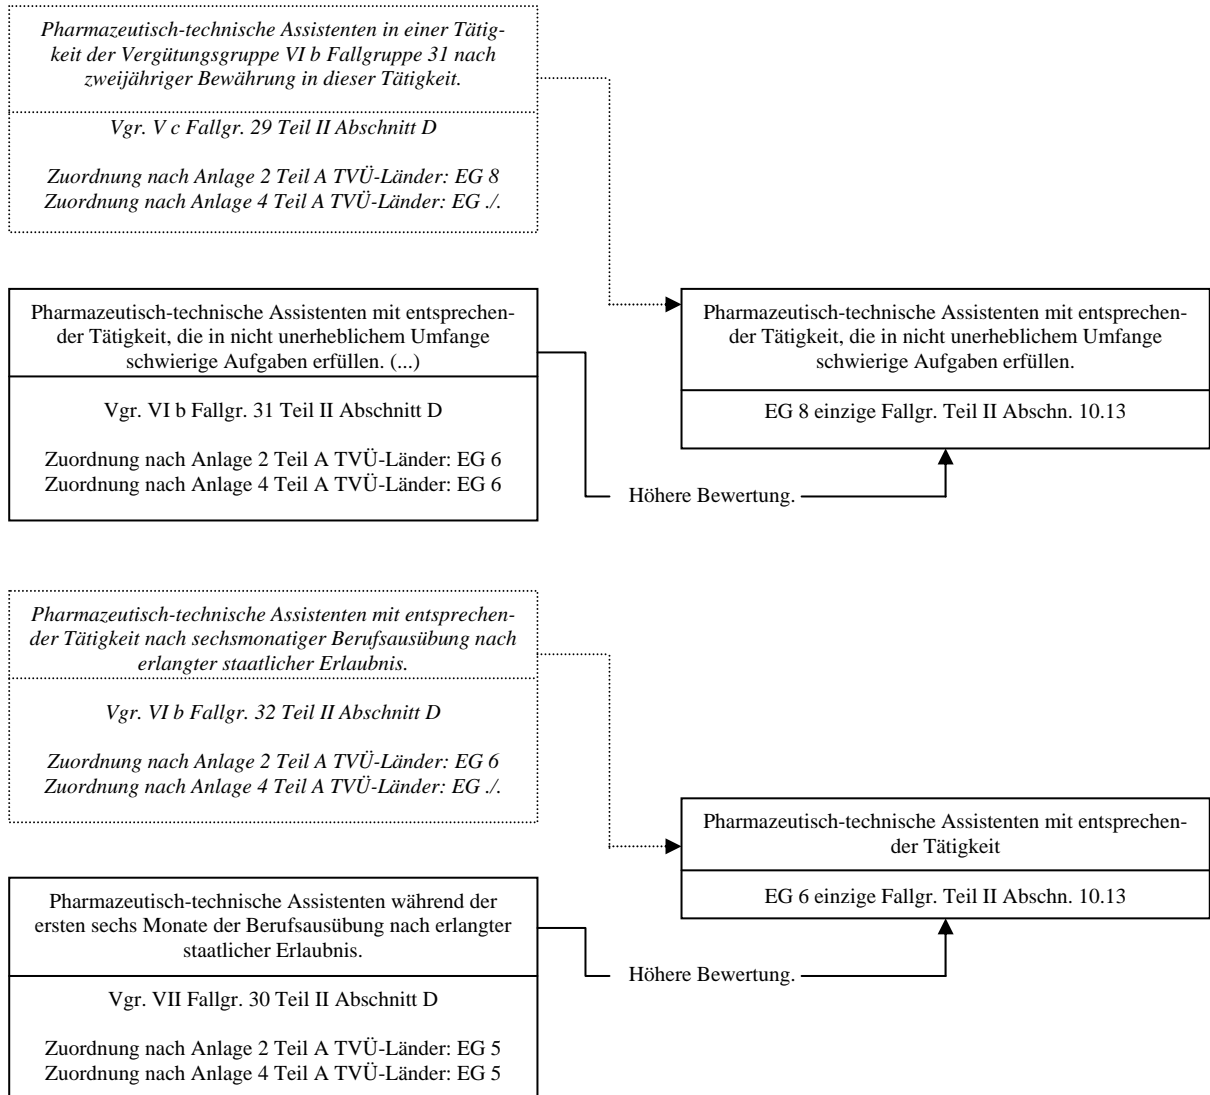 Pharmazeutisch-technische Assistenten in einer Tätig-
keit der Vergütungsgruppe VI b Fallgruppe 31 nach
zweijähriger Bewährung in dieser Tätigkeit.
Vgr. V c Fallgr. 29 Teil II Abschnitt D
Zuordnung nach Anlage 2 Teil A TVÜ-Länder: EG 8
Zuordnung nach Anlage 4 Teil A TVÜ-Länder: EG ./.
Pharmazeutisch-technische Assistenten mit entsprechen-
der Tätigkeit, die in nicht unerheblichem Umfange
schwierige Aufgaben erfüllen. (...)
Vgr. VI b Fallgr. 31 Teil II Abschnitt D
Zuordnung nach Anlage 2 Teil A TVÜ-Länder: EG 6
Zuordnung nach Anlage 4 Teil A TVÜ-Länder: EG 6
Pharmazeutisch-technische Assistenten mit entsprechen-
der Tätigkeit, die in nicht unerheblichem Umfange
schwierige Aufgaben erfüllen.
EG 8 einzige Fallgr. Teil II Abschn. 10.13
Höhere Bewertung.
Pharmazeutisch-technische Assistenten mit entsprechen-
der Tätigkeit nach sechsmonatiger Berufsausübung nach
erlangter staatlicher Erlaubnis.
Vgr. VI b Fallgr. 32 Teil II Abschnitt D
Zuordnung nach Anlage 2 Teil A TVÜ-Länder: EG 6
Zuordnung nach Anlage 4 Teil A TVÜ-Länder: EG ./.
Pharmazeutisch-technische Assistenten mit entsprechen-
der Tätigkeit
EG 6 einzige Fallgr. Teil II Abschn. 10.13
Pharmazeutisch-technische Assistenten während der
ersten sechs Monate der Berufsausübung nach erlangter
staatlicher Erlaubnis.
Vgr. VII Fallgr. 30 Teil II Abschnitt D
Zuordnung nach Anlage 2 Teil A TVÜ-Länder: EG 5
Zuordnung nach Anlage 4 Teil A TVÜ-Länder: EG 5
Höhere Bewertung.